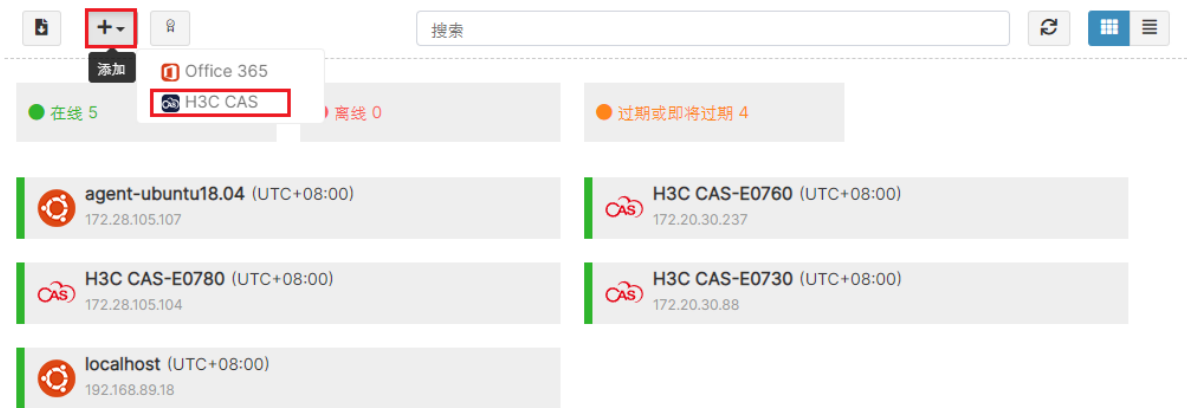 搜索
添加
Office 365
H3C CAS
在线 5
离线 0
过期或即将过期 4
agent-ubuntu18.04 (UTC+08:00)
172.28.105.107
CAS
H3C CAS-E0760 (UTC+08:00)
172.20.30.237
CAS
H3C CAS-E0780 (UTC+08:00)
172.28.105.104
CAS
H3C CAS-E0730 (UTC+08:00)
172.20.30.88
localhost (UTC+08:00)
192.168.89.18